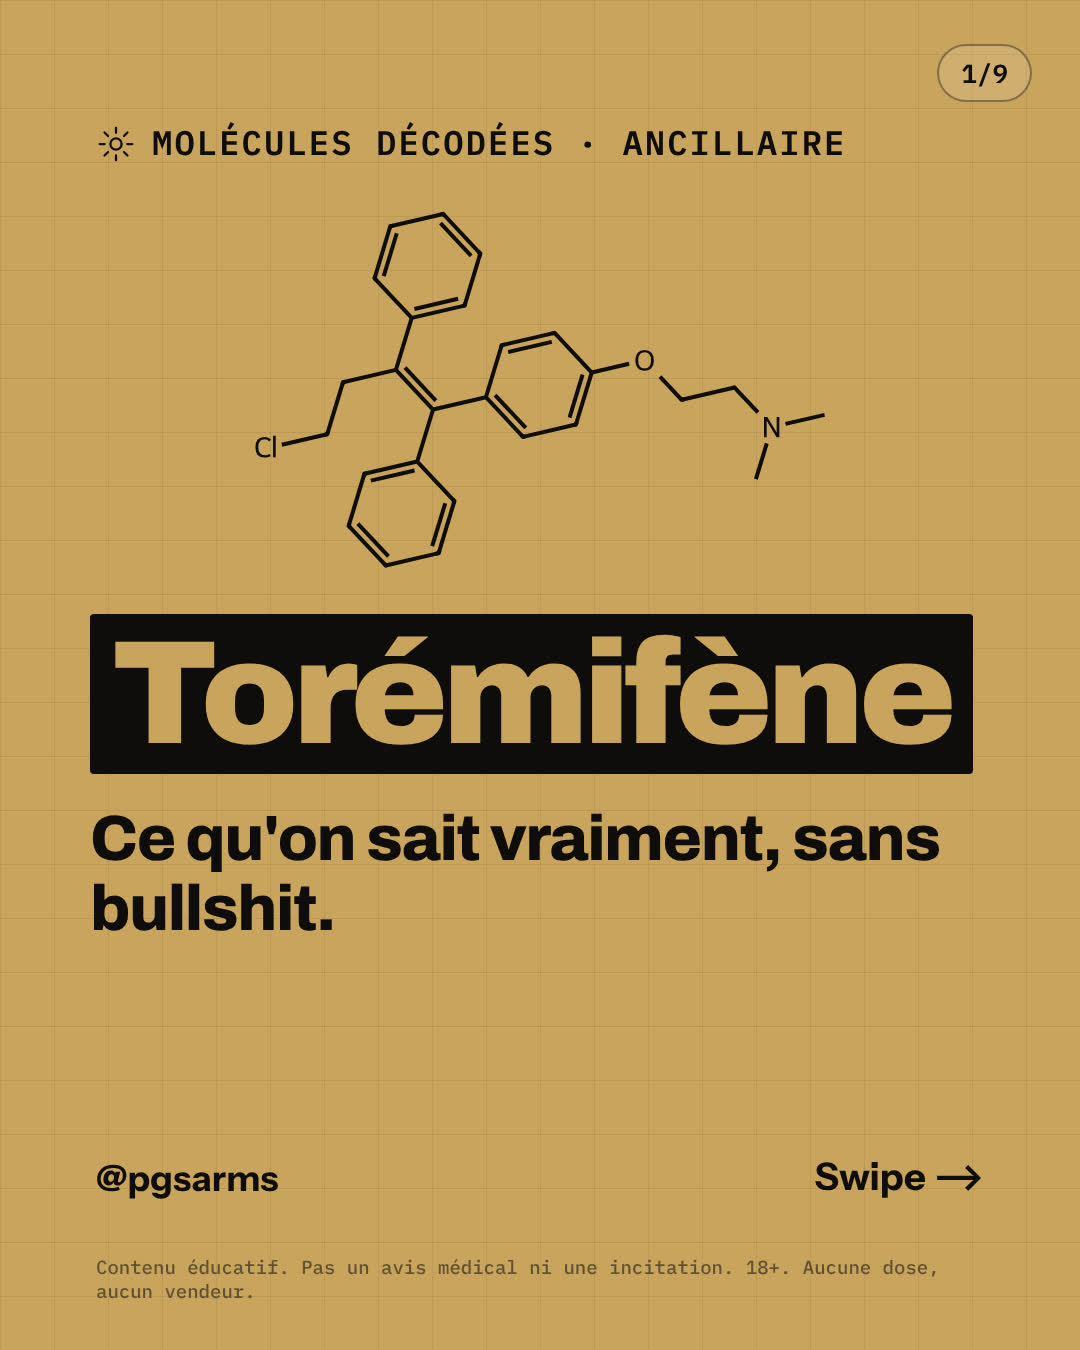 1/9
MOLÉCULES DÉCODÉES · ANCILLAIRE
O
N
Cl
Torémifène
Ce qu'on sait vraiment, sans
bullshit.
@pgsarms
Swipe →
Contenu éducatif. Pas un avis médical ni une incitation. 18+. Aucune dose,
aucun vendeur.